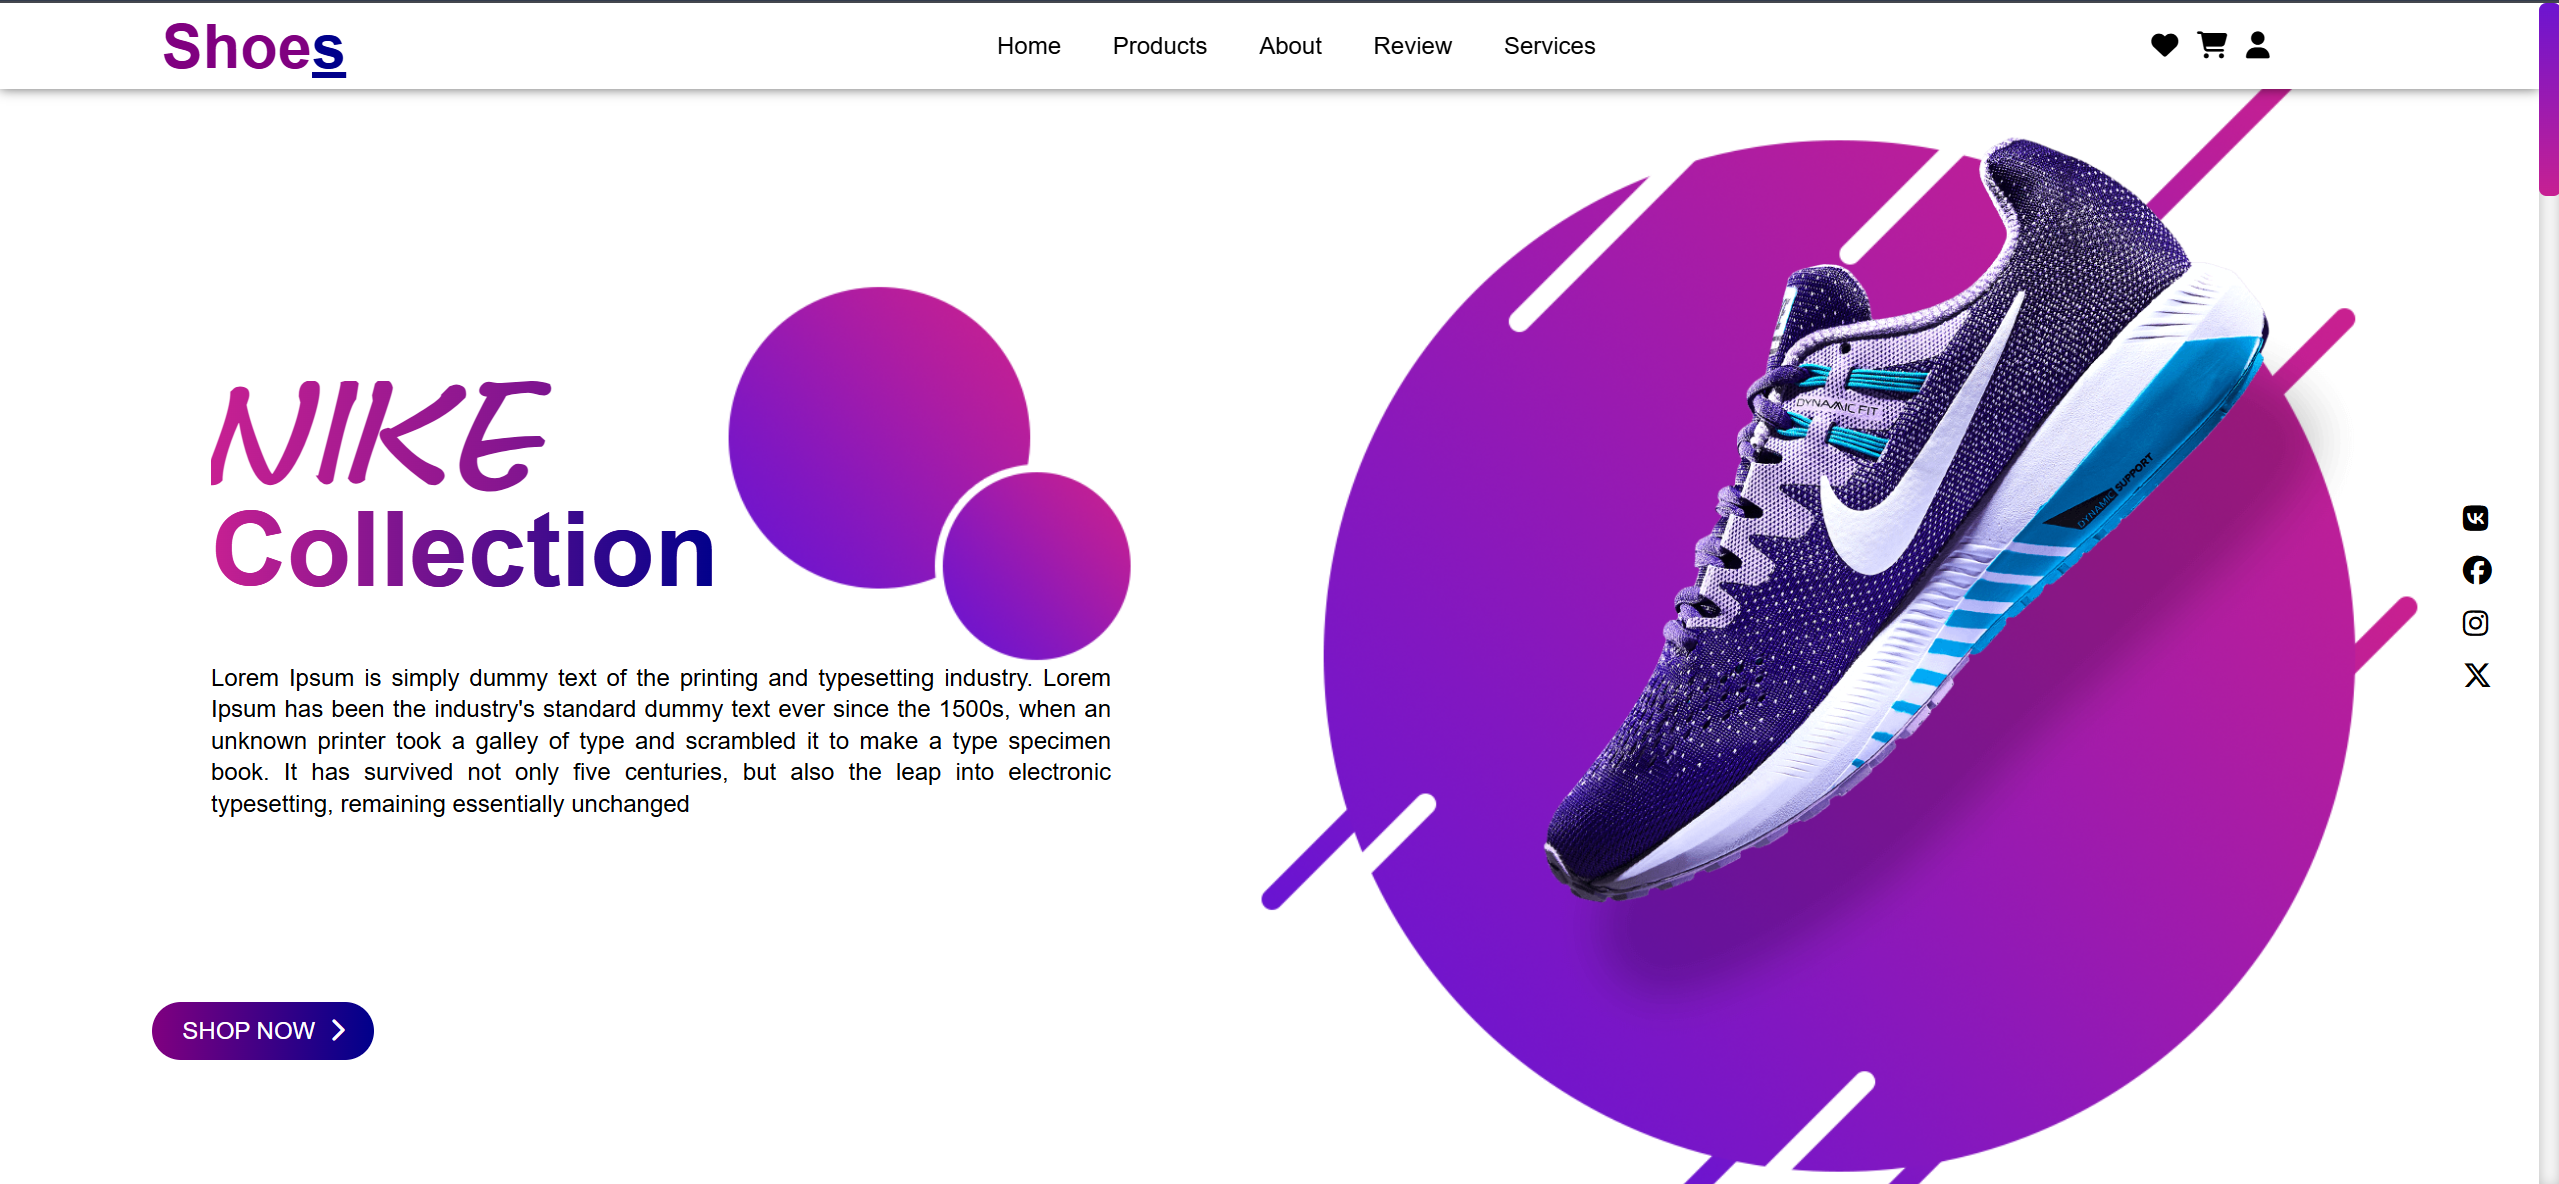 Shoes
Home Products About Review Services
NIKE
Collection
Lorem Ipsum is simply dummy text of the printing and typesetting industry. Lorem
Ipsum has been the industry's standard dummy text ever since the 1500s, when an
unknown printer took a galley of type and scrambled it to make a type specimen
book. It has survived not only five centuries, but also the leap into electronic
typesetting, remaining essentially unchanged
SHOP NOW
DYNAMIC FIT
DYNAMIC SUPPORT